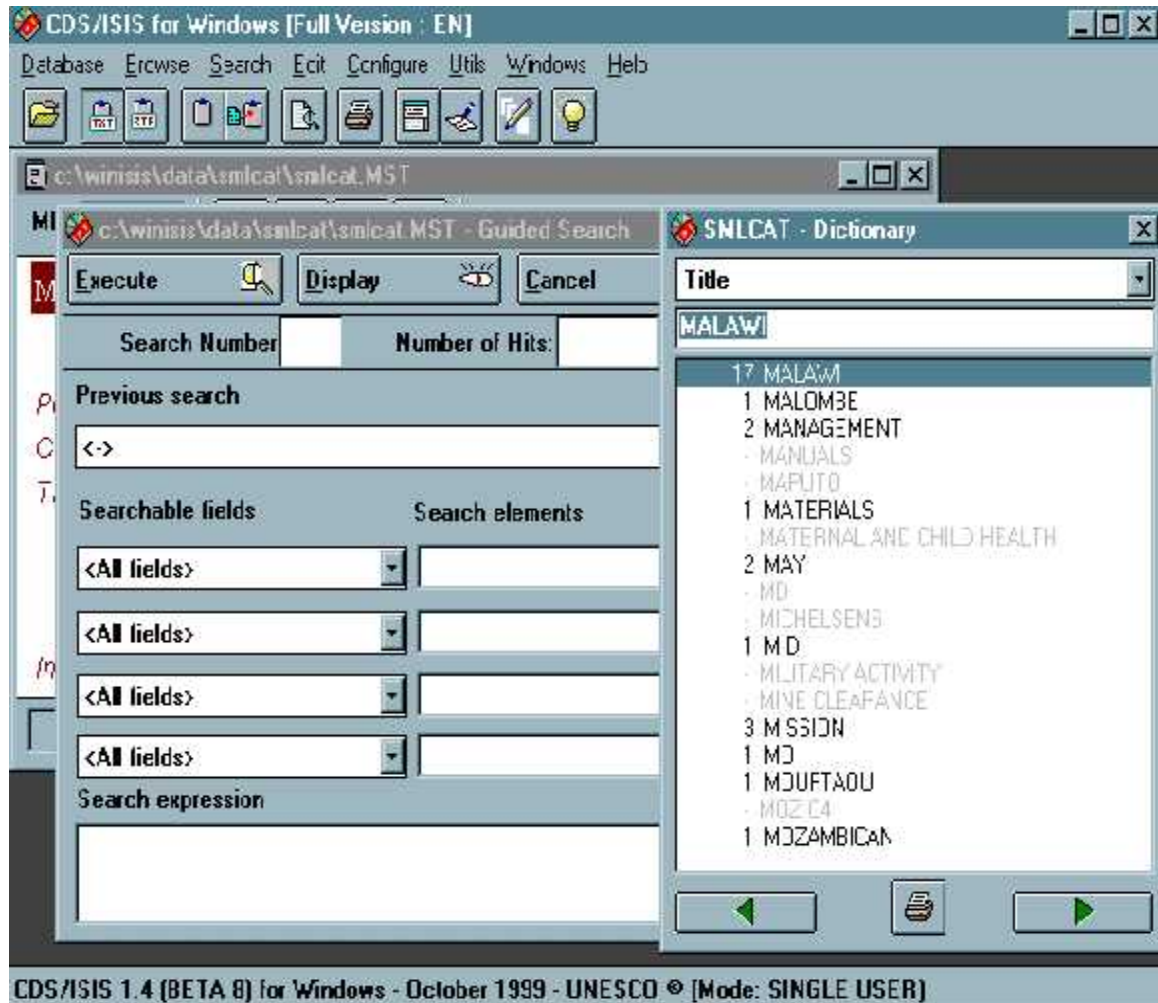 CDS/ISIS for Windows [Full Version : EN]
Database Browse Search Edit Configure Utils Windows Help
c:\winisis\data\smlcat\smlcat.MST
c:\winisis\data\smlcat\smlcat.MST - Guided Search
Execute Display Cancel
Search Number Number of Hits:
Previous search
<->
Searchable fields Search elements
<All fields>
<All fields>
<All fields>
<All fields>
Search expression
SMLCAT - Dictionary
Title
MALAWI
17 MALAWI
1 MALOMBE
2 MANAGEMENT
- MANUALS
- MAPUTO
1 MATERIALS
- MATERNAL AND CHILD HEALTH
2 MAY
- MD
- MICHELSENS
1 MID
- MILITARY ACTIVITY
- MINE CLEARANCE
3 MISSION
1 MO
1 MOUFTAOU
- MOZ C4
1 MOZAMBICAN
CDS/ISIS 1.4 (BETA 8) for Windows - October 1999 - UNESCO © [Mode: SINGLE USER]